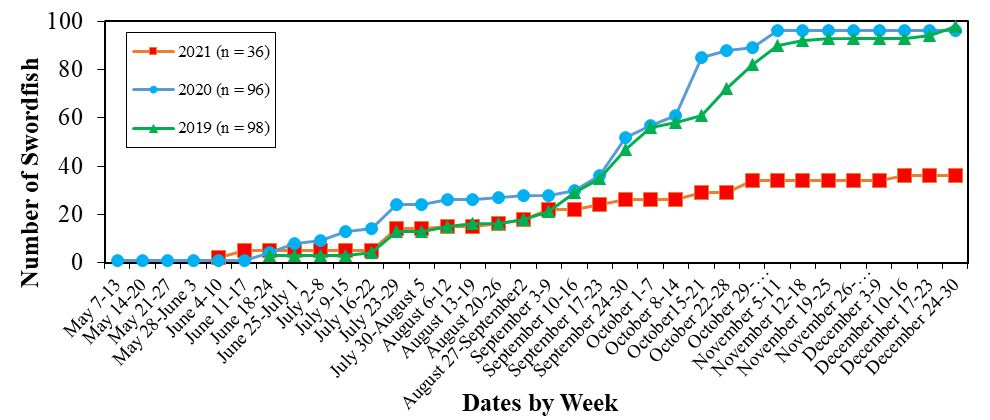 Number of Swordfish
100
80
60
40
20
0
2021 (n = 36)
2020 (n = 96)
2019 (n = 98)
May 7-13
May 14-20
May 21-27
May 28-June 3
June 4-10
June 11-17
June 18-24
June 25-July 1
July 2-8
July 9-15
July 16-22
July 23-29
July 30-August 5
August 6-12
August 13-19
August 20-26
August 27-September2
September 3-9
September 10-16
September 17-23
September 24-30
October 1-7
October 8-14
October15-21
October 22-28
October 29-…
November 5-11
November 12-18
November 19-25
November 26-…
December 3-9
December 10-16
December 17-23
December 24-30
Dates by Week